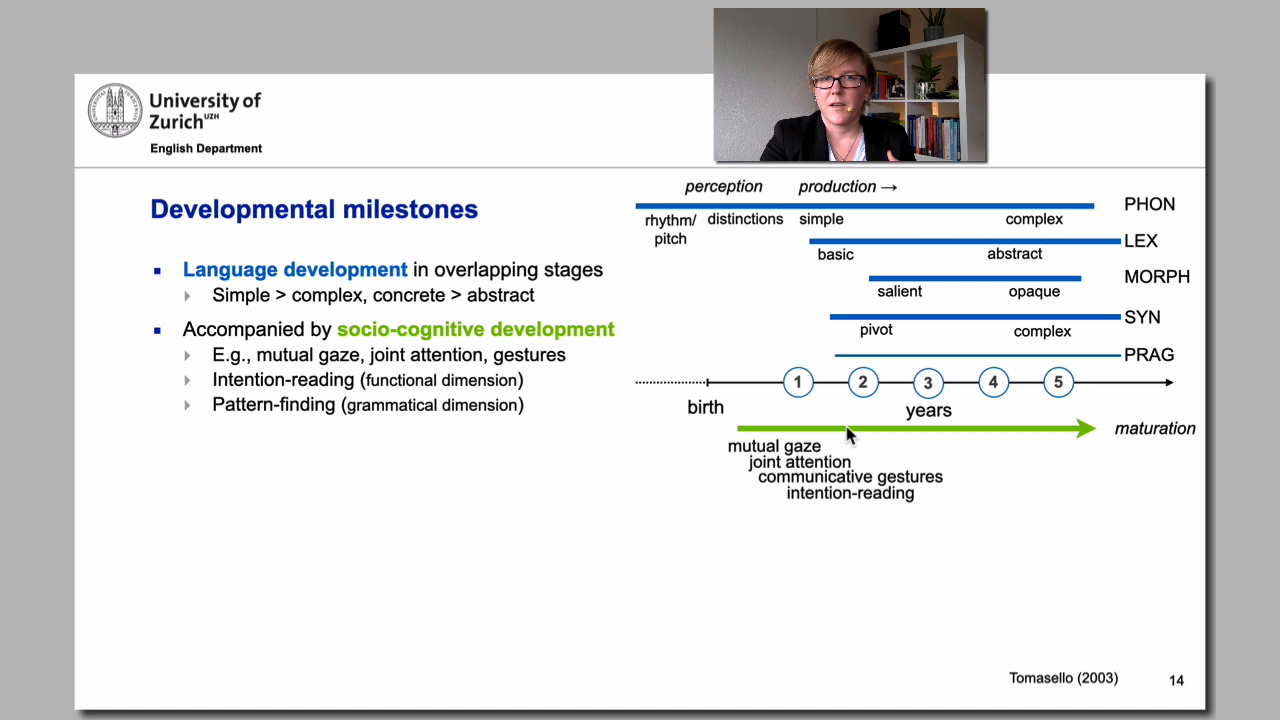 University of
Zurich UZH
English Department
Developmental milestones
Language development in overlapping stages
Simple > complex, concrete > abstract
Accompanied by socio-cognitive development
E.g., mutual gaze, joint attention, gestures
Intention-reading (functional dimension)
Pattern-finding (grammatical dimension)
perception production →
PHON
rhythm/ distinctions simple complex
pitch
LEX
basic abstract
MORPH
salient opaque
SYN
pivot complex
PRAG
1 2 3 4 5
birth years
maturation
mutual gaze
joint attention
communicative gestures
intention-reading
Tomasello (2003) 14